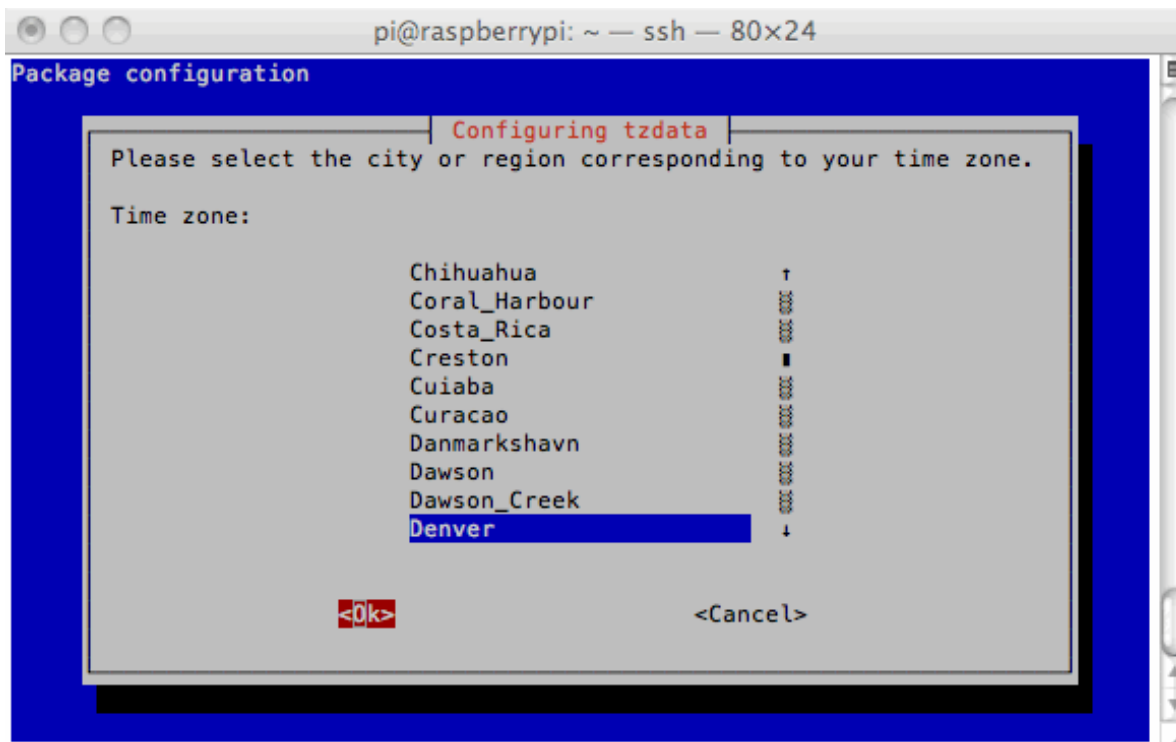 pi@raspberrypi: ~ — ssh — 80×24
Package configuration
Configuring tzdata
Please select the city or region corresponding to your time zone.
Time zone:
Chihuahua
Coral_Harbour
Costa_Rica
Creston
Cuiaba
Curacao
Danmarkshavn
Dawson
Dawson_Creek
Denver
<Ok> <Cancel>